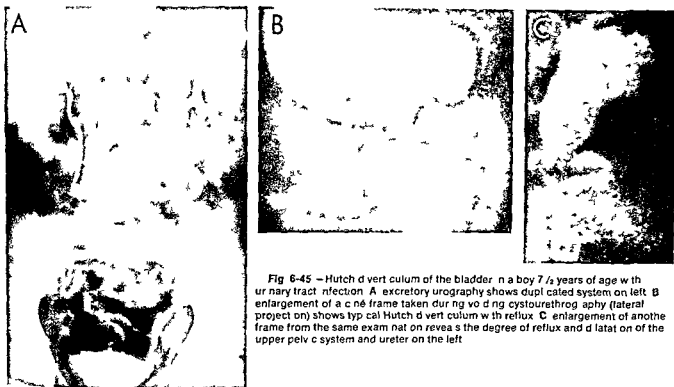 A
B
C
Fig 6-45 – Hutch d vert culum of the bladder n a boy 7 /₂ years of age w th
ur nary tract nfection A excretory urography shows dupl cated system on left B
enlargement of a c né frame taken dur ng vo d ng cystourethrog aphy (lateral
project on) shows typ cal Hutch d vert culum w th reflux C enlargement of anothe
frame from the same exam nat on revea s the degree of reflux and d latat on of the
upper pelv c system and ureter on the left